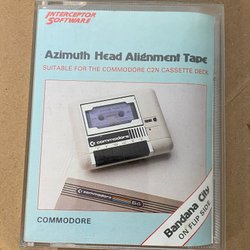 INTERCEPTOR
SOFTWARE
Azimuth Head Alignment Tape
SUITABLE FOR THE COMMODORE C2N CASSETTE DECK
commodore
commodore 64
Bandana City
ON FLIP SIDE
COMMODORE